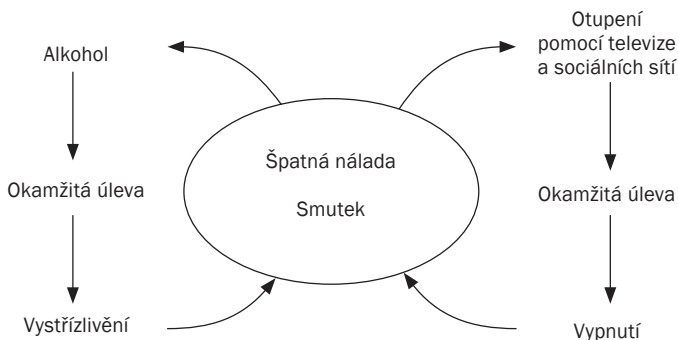 Alkohol
Okamžitá úleva
Vystřízlivění
Špatná nálada
Smutek
Otupení
pomocí televize
a sociálních sítí
Okamžitá úleva
Vypnutí